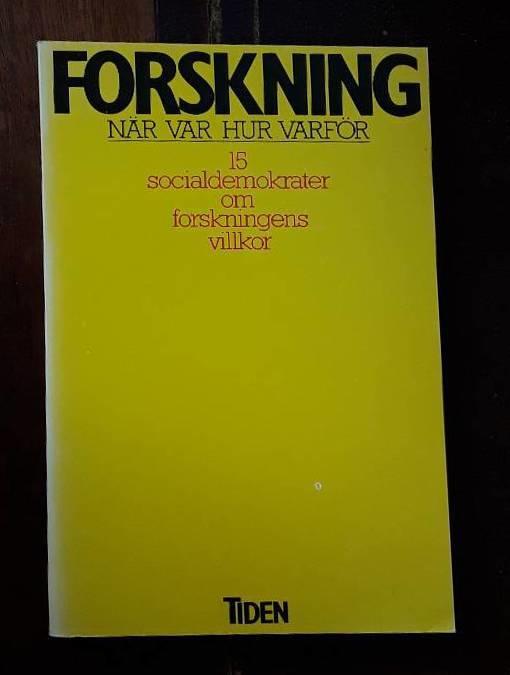 FORSKNING
NÄR VAR HUR VARFÖR
15
socialdemokrater
om
forskningens
villkor
TIDEN